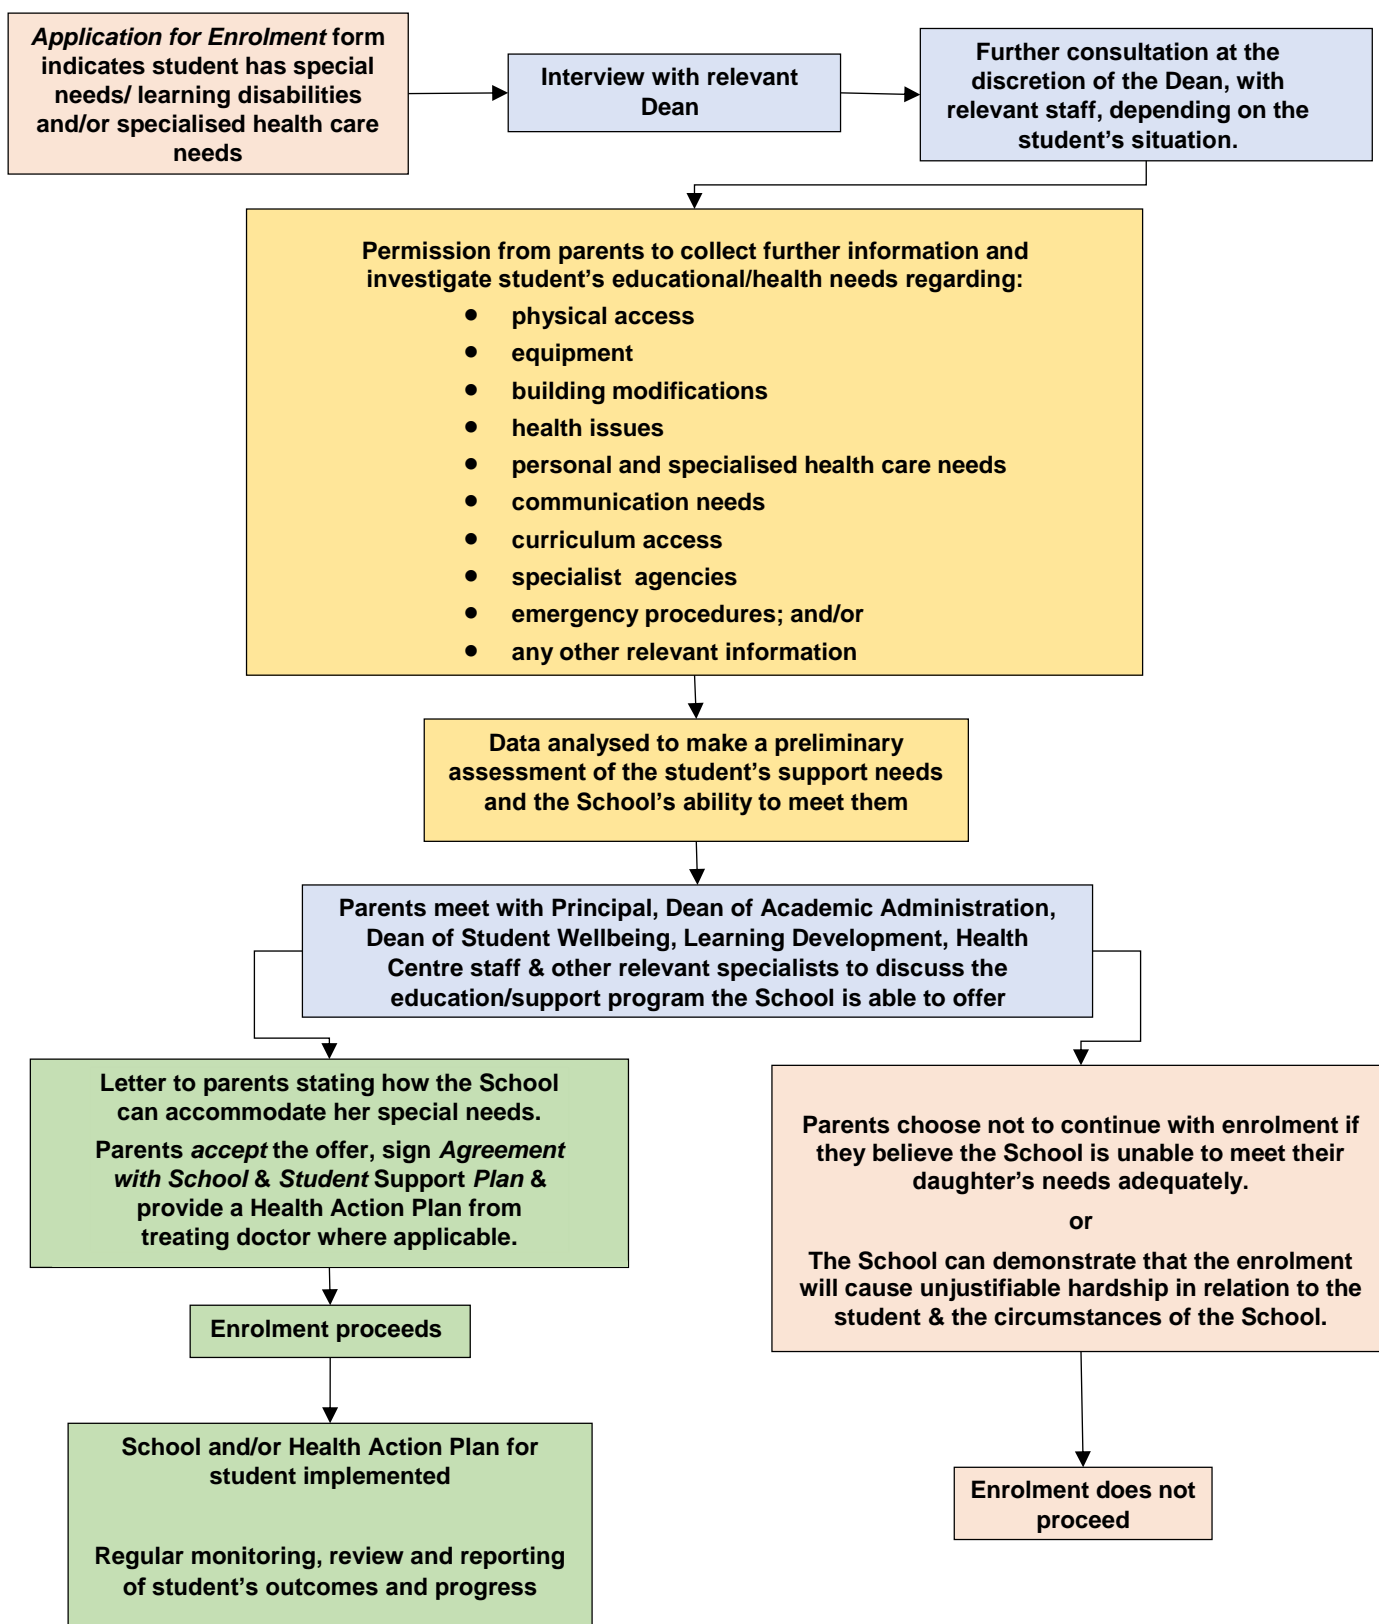 Application for Enrolment form
indicates student has special
needs/ learning disabilities
and/or specialised health care
needs
Interview with relevant
Dean
Further consultation at the
discretion of the Dean, with
relevant staff, depending on the
student's situation.
Permission from parents to collect further information and
investigate student's educational/health needs regarding:
• physical access
• equipment
• building modifications
• health issues
• personal and specialised health care needs
• communication needs
• curriculum access
• specialist agencies
• emergency procedures; and/or
• any other relevant information
Data analysed to make a preliminary
assessment of the student's support needs
and the School's ability to meet them
Parents meet with Principal, Dean of Academic Administration,
Dean of Student Wellbeing, Learning Development, Health
Centre staff & other relevant specialists to discuss the
education/support program the School is able to offer
Letter to parents stating how the School
can accommodate her special needs.
Parents accept the offer, sign Agreement
with School & Student Support Plan &
provide a Health Action Plan from
treating doctor where applicable.
Enrolment proceeds
School and/or Health Action Plan for
student implemented
Regular monitoring, review and reporting
of student's outcomes and progress
Parents choose not to continue with enrolment if
they believe the School is unable to meet their
daughter's needs adequately.
or
The School can demonstrate that the enrolment
will cause unjustifiable hardship in relation to the
student & the circumstances of the School.
Enrolment does not
proceed